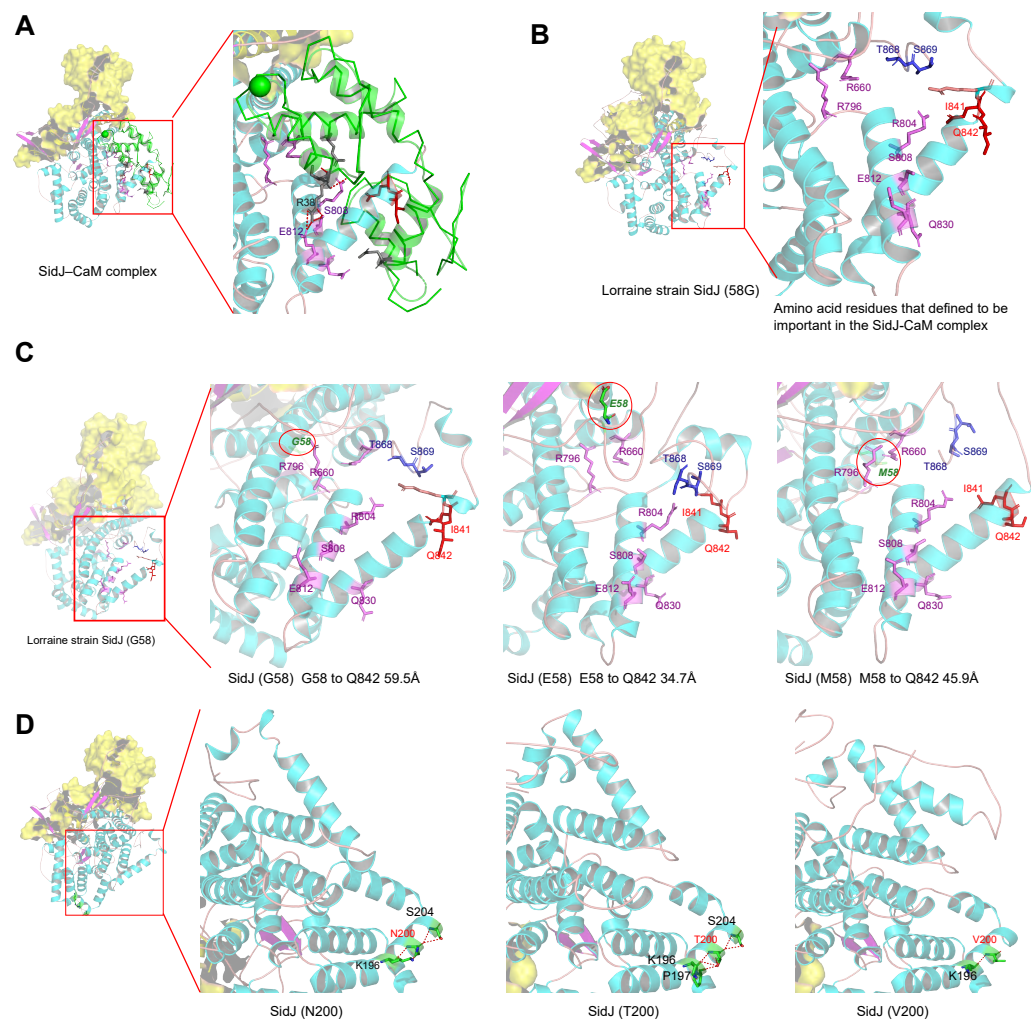 A
R38
S808
E812
SidJ–CaM complex
B
T868 S869
R660
R796
I841
R804
Q842
S808
E812
Q830
Lorraine strain SidJ (58G)
Amino acid residues that defined to be
important in the SidJ-CaM complex
C
G58
T868
S869
R796
R660
R804
I841
S808
Q842
E812
Q830
Lorraine strain SidJ (G58)
SidJ (G58) G58 to Q842 59.5Å
E58
R660
R796
T868
S869
R804
I841
Q842
S808
E812
Q830
SidJ (E58) E58 to Q842 34.7Å
R660
S869
R796
M58
T868
I841
R804
Q842
S808
E812
Q830
SidJ (M58) M58 to Q842 45.9Å
D
S204
N200
K196
SidJ (N200)
S204
T200
K196
P197
SidJ (T200)
V200
K196
SidJ (V200)